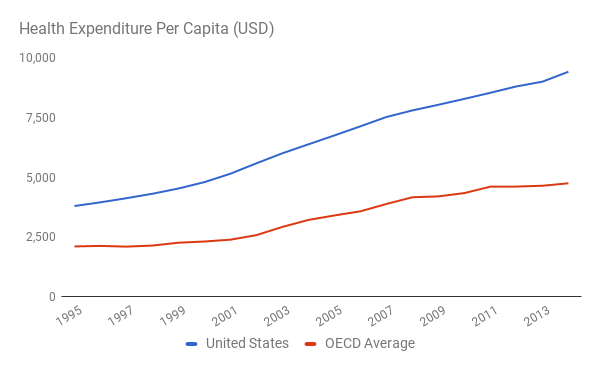 Health Expenditure Per Capita (USD)
10,000
7,500
5,000
2,500
0
1995 1997 1999 2001 2003 2005 2007 2009 2011 2013
United States OECD Average